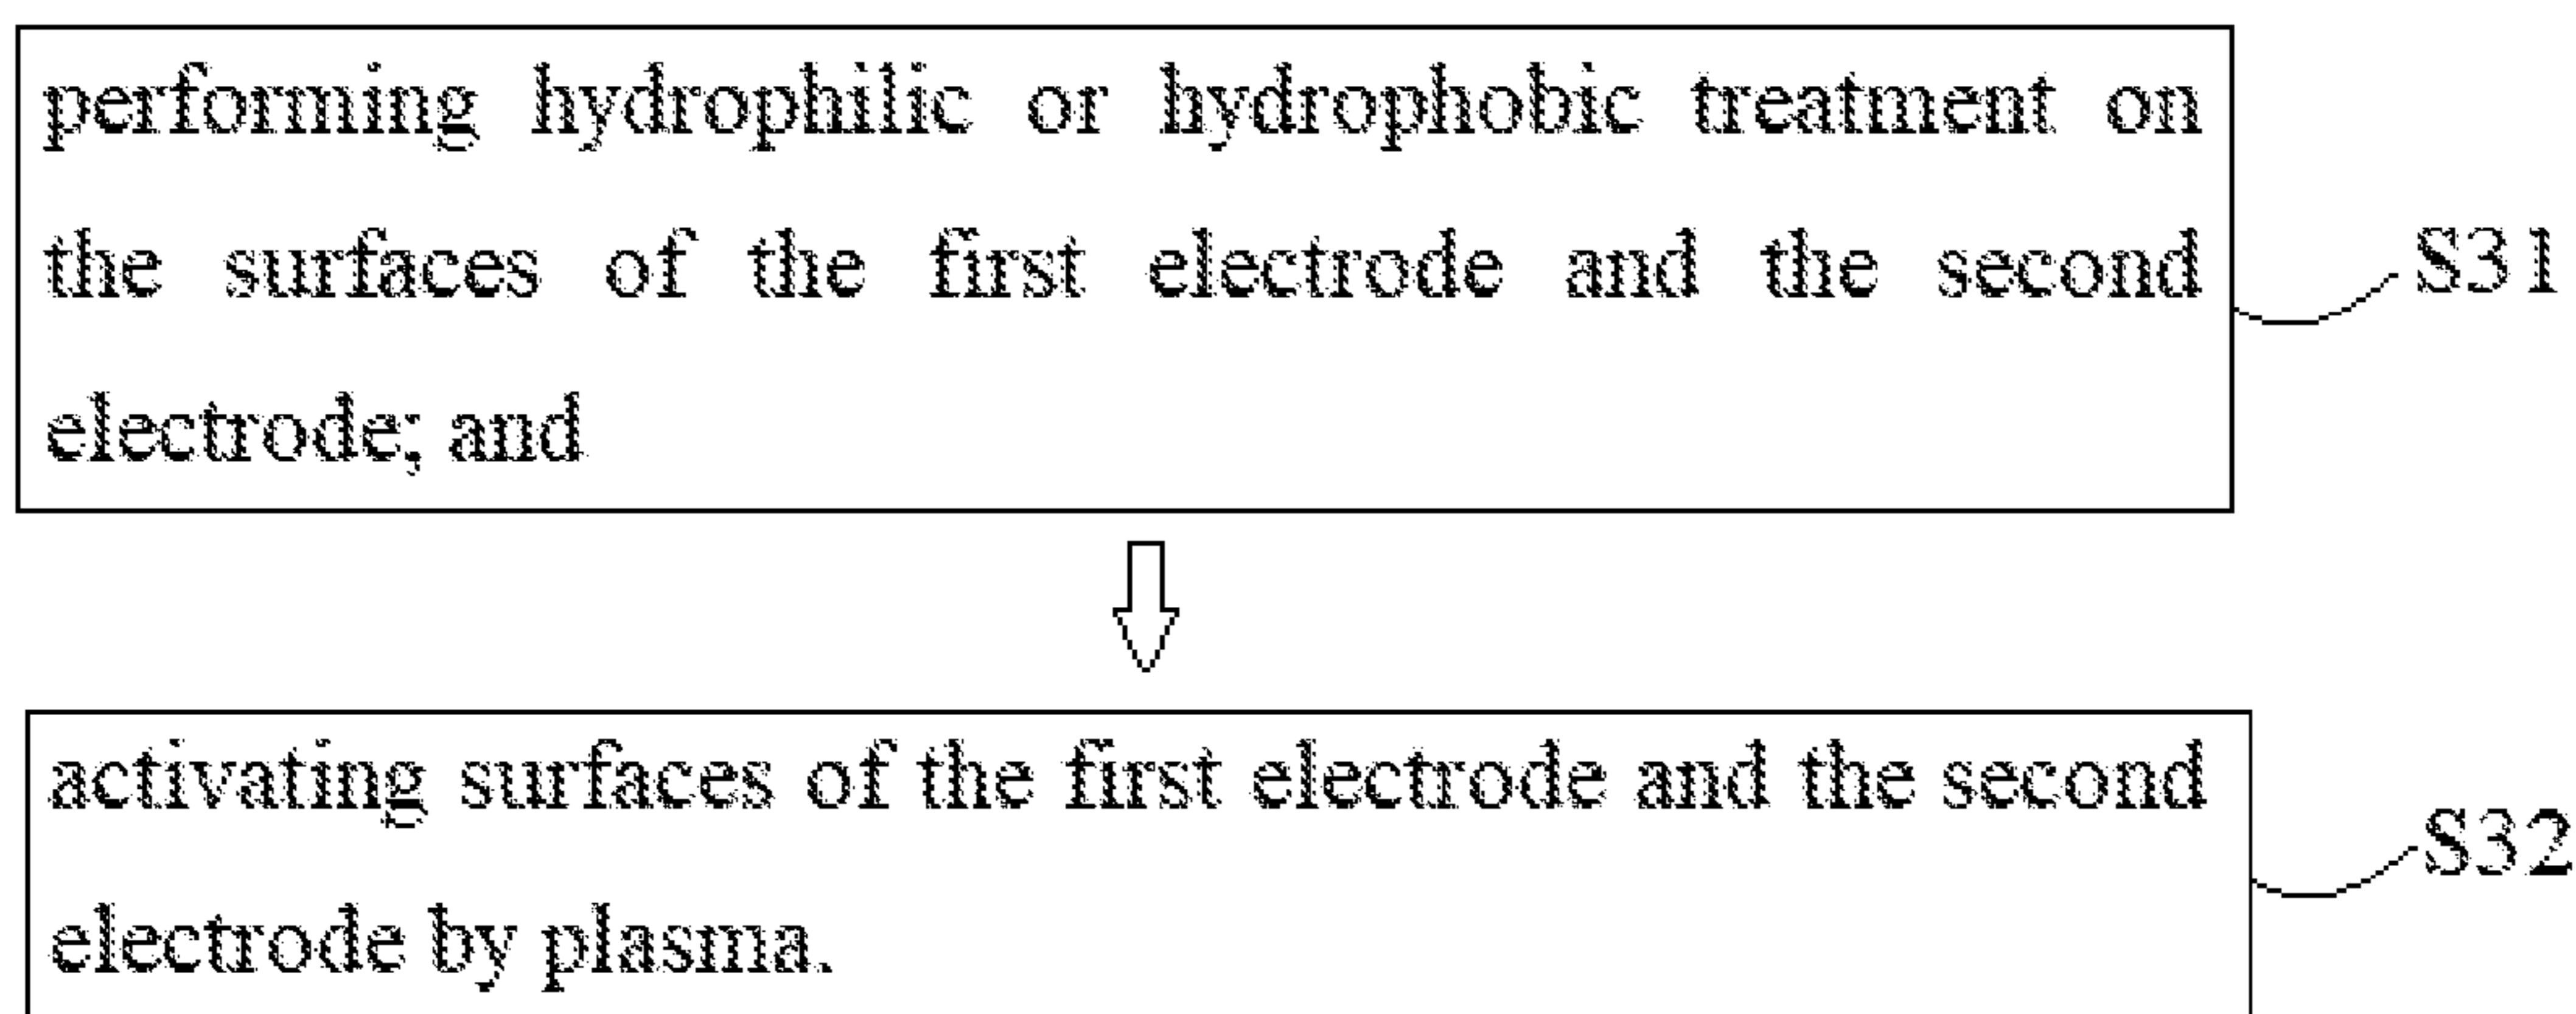 performing hydrophilic or hydrophobic treatment on
the surfaces of the first electrode and the second
S31
electrode; and
activating surfaces of the first electrode and the second
S32
electrode by plasma.